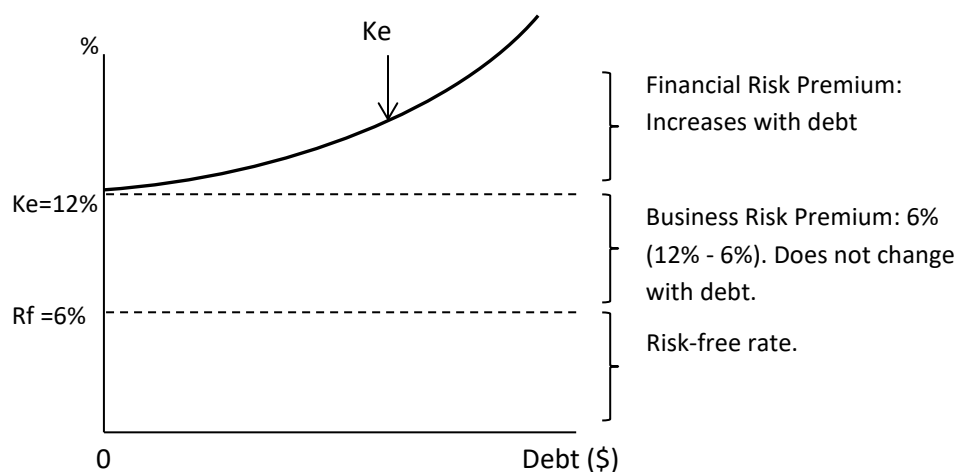 Ke
%
Financial Risk Premium:
Increases with debt
Ke=12%
Business Risk Premium: 6%
(12% - 6%). Does not change
with debt.
Rf =6%
Risk-free rate.
0
Debt ($)